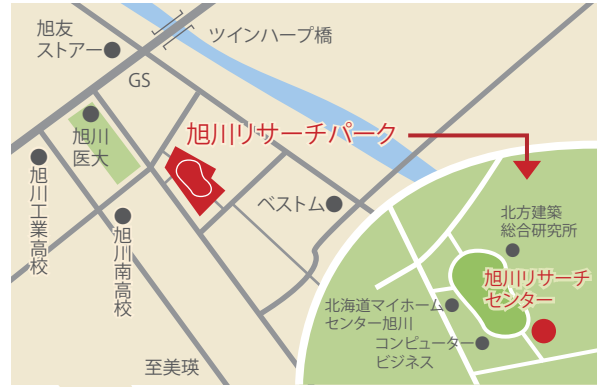 旭友
ストアー
ツインハープ橋
GS
旭川
医大
旭川リサーチパーク
旭川工業高校
旭川南高校
ベストム
北方建築
総合研究所
旭川リサーチ
センター
北海道マイホーム
センター旭川
コンピューター
ビジネス
至美瑛